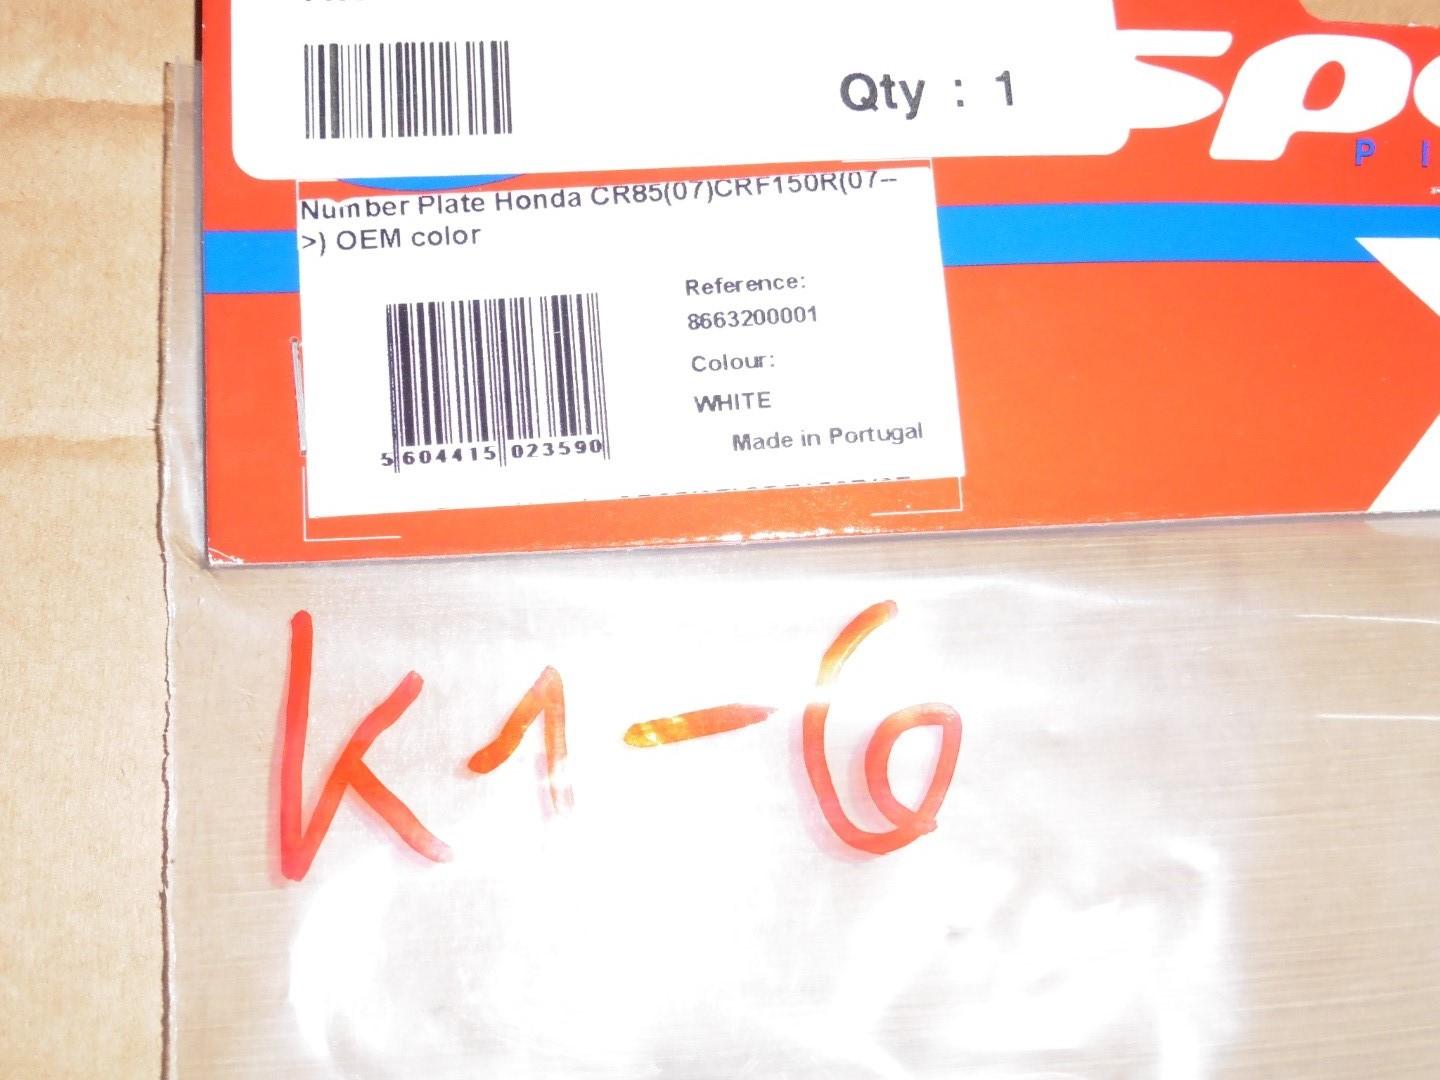 Qty : 1
P I
Number Plate Honda CR85(07)CRF150R(07--
>) OEM color
Reference:
8663200001
Colour:
WHITE
Made in Portugal
5 604415 023590
K1-6